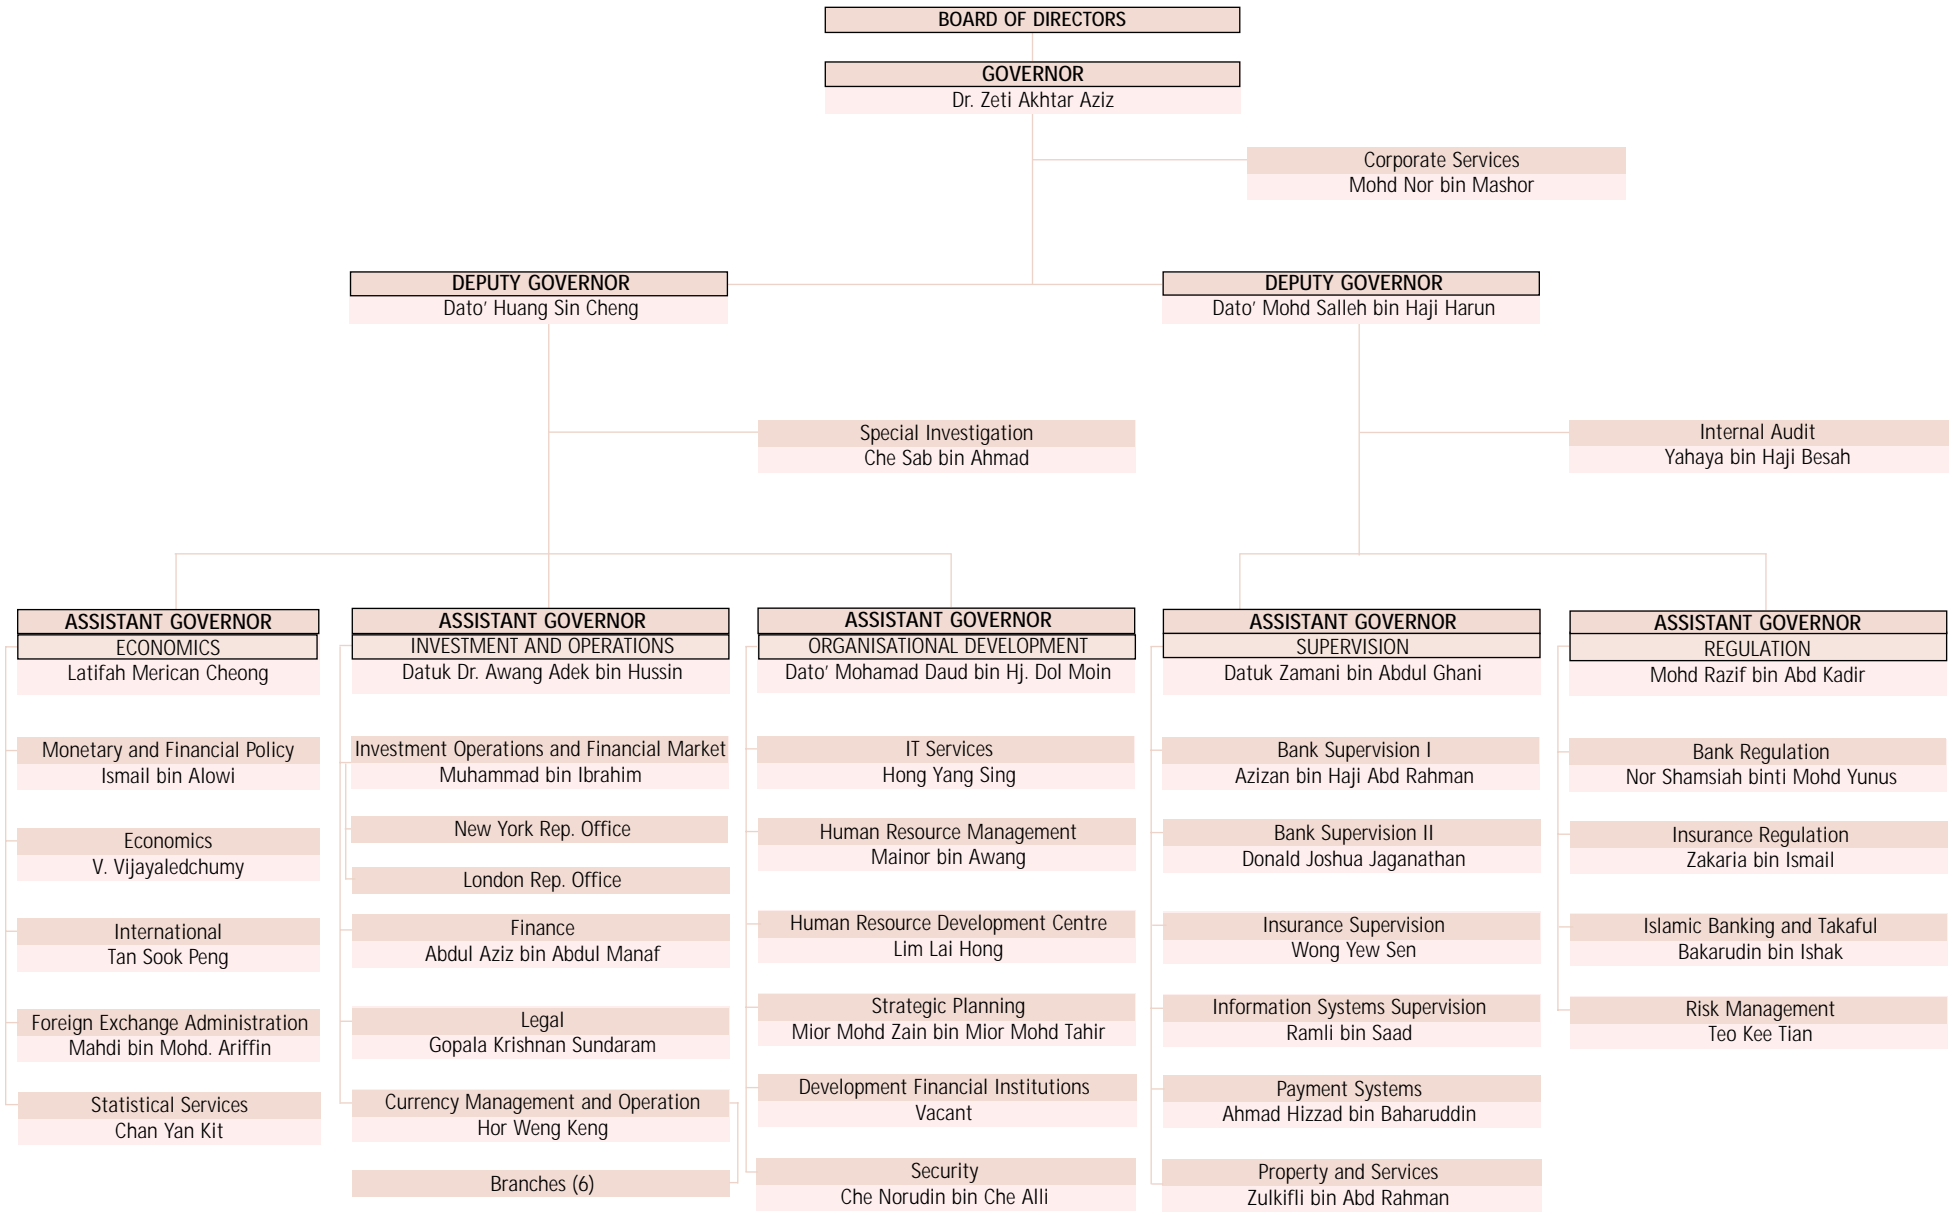 BOARD OF DIRECTORS
GOVERNOR
Dr. Zeti Akhtar Aziz
Corporate Services
Mohd Nor bin Mashor
DEPUTY GOVERNOR
Dato' Huang Sin Cheng
DEPUTY GOVERNOR
Dato' Mohd Salleh bin Haji Harun
Special Investigation
Che Sab bin Ahmad
Internal Audit
Yahaya bin Haji Besah
ASSISTANT GOVERNOR
ECONOMICS
Latifah Merican Cheong
Monetary and Financial Policy
Ismail bin Alowi
Economics
V. Vijayaledchumy
International
Tan Sook Peng
Foreign Exchange Administration
Mahdi bin Mohd. Ariffin
Statistical Services
Chan Yan Kit
ASSISTANT GOVERNOR
INVESTMENT AND OPERATIONS
Datuk Dr. Awang Adek bin Hussin
Investment Operations and Financial Market
Muhammad bin Ibrahim
New York Rep. Office
London Rep. Office
Finance
Abdul Aziz bin Abdul Manaf
Legal
Gopala Krishnan Sundaram
Currency Management and Operation
Hor Weng Keng
Branches (6)
ASSISTANT GOVERNOR
ORGANISATIONAL DEVELOPMENT
Dato' Mohamad Daud bin Hj. Dol Moin
IT Services
Hong Yang Sing
Human Resource Management
Mainor bin Awang
Human Resource Development Centre
Lim Lai Hong
Strategic Planning
Mior Mohd Zain bin Mior Mohd Tahir
Development Financial Institutions
Vacant
Security
Che Norudin bin Che Alli
ASSISTANT GOVERNOR
SUPERVISION
Datuk Zamani bin Abdul Ghani
Bank Supervision I
Azizan bin Haji Abd Rahman
Bank Supervision II
Donald Joshua Jaganathan
Insurance Supervision
Wong Yew Sen
Information Systems Supervision
Ramli bin Saad
Payment Systems
Ahmad Hizzad bin Baharuddin
Property and Services
Zulkifli bin Abd Rahman
ASSISTANT GOVERNOR
REGULATION
Mohd Razif bin Abd Kadir
Bank Regulation
Nor Shamsiah binti Mohd Yunus
Insurance Regulation
Zakaria bin Ismail
Islamic Banking and Takaful
Bakarudin bin Ishak
Risk Management
Teo Kee Tian